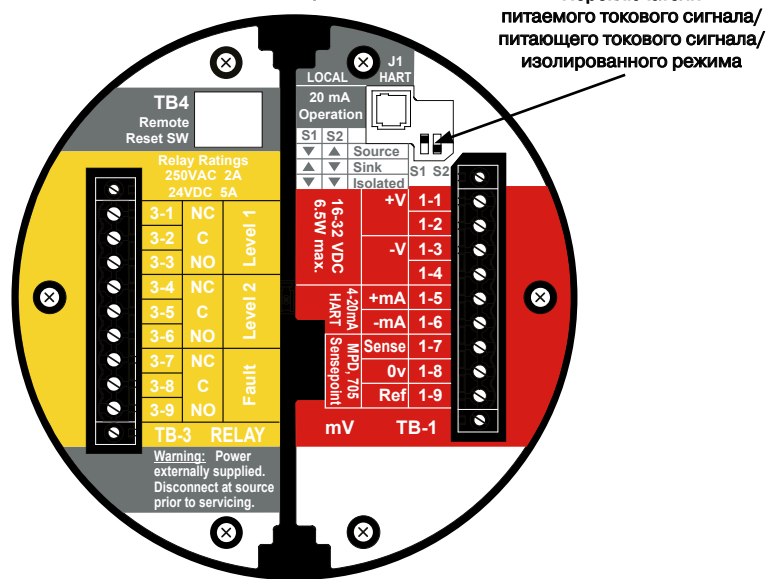 питаемого токового сигнала/
питающего токового сигнала/
изолированного режима
J1
LOCAL HART
20 mA
Operation
S1 S2
Source
Sink
Isolated
S1 S2
TB4
Remote
Reset SW
Relay Ratings
250VAC 2A
24VDC 5A
3-1 NC
3-2 C
3-3 NO
Level 1
3-4 NC
3-5 C
3-6 NO
Level 2
3-7 NC
3-8 C
3-9 NO
Fault
TB-3 RELAY
Warning: Power
externally supplied.
Disconnect at source
prior to servicing.
16-32 VDC
6.5W max.
+V 1-1
1-2
-V 1-3
1-4
4-20mA
HART
+mA 1-5
-mA 1-6
MPD, 705
Sensepoint
Sense 1-7
0v 1-8
Ref 1-9
mV TB-1